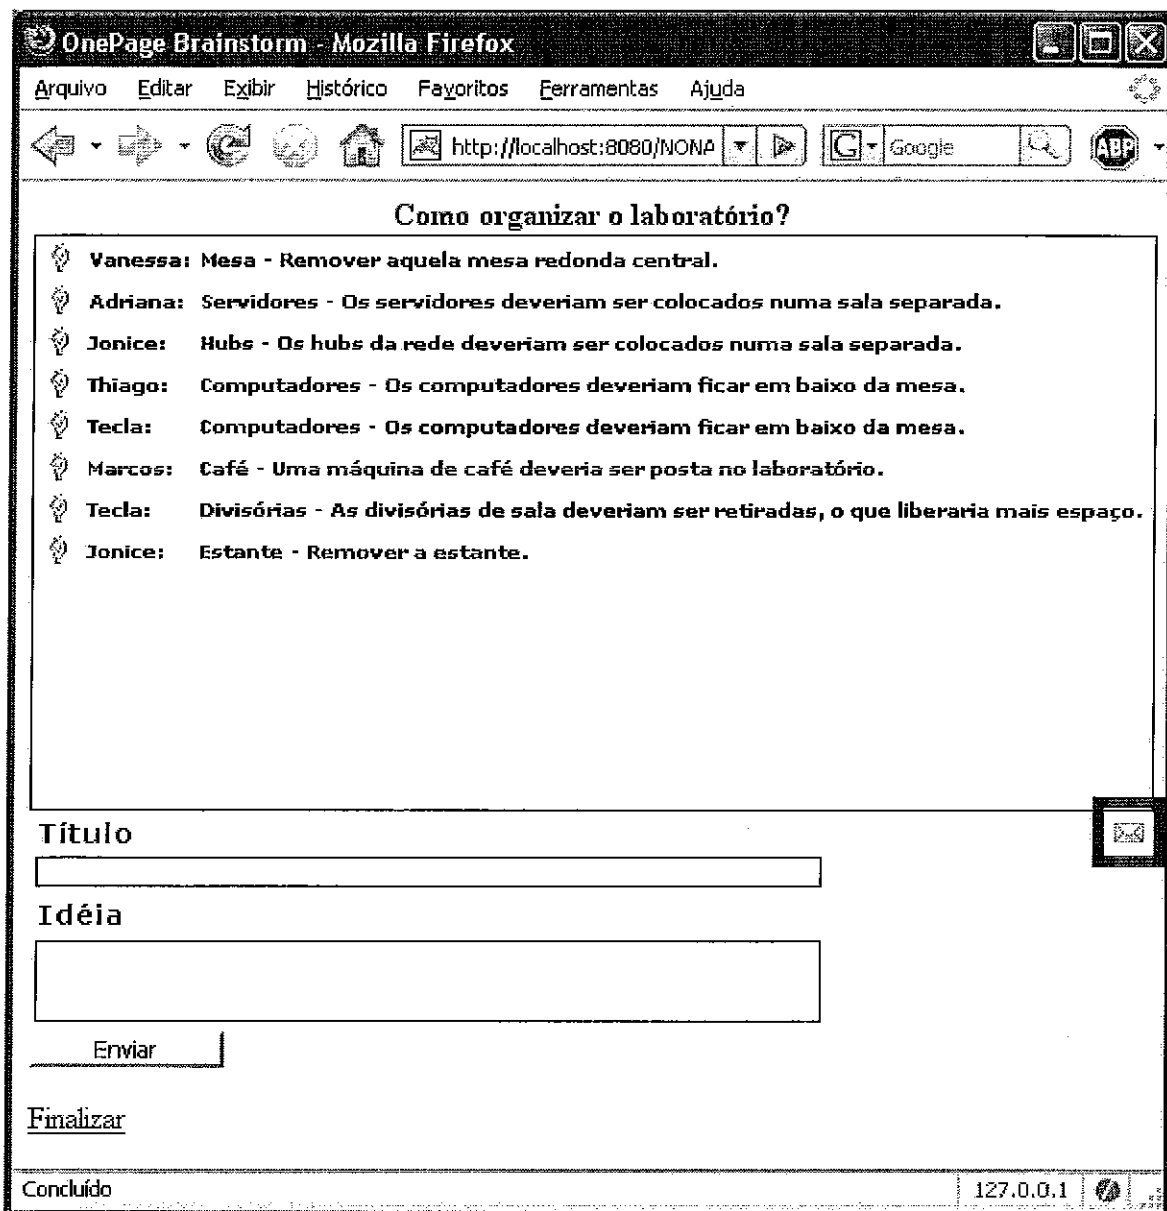 OnePage Brainstorm - Mozilla Firefox
Arquivo Editar Exibir Histórico Favoritos Ferramentas Ajuda
http://localhost:8080/NONA G Google ABP
Como organizar o laboratório?
Vanessa: Mesa - Remover aquela mesa redonda central.
Adriana: Servidores - Os servidores deveriam ser colocados numa sala separada.
Jonice: Hubs - Os hubs da rede deveriam ser colocados numa sala separada.
Thiago: Computadores - Os computadores deveriam ficar em baixo da mesa.
Tecla: Computadores - Os computadores deveriam ficar em baixo da mesa.
Marcos: Café - Uma máquina de café deveria ser posta no laboratório.
Tecla: Divisórias - As divisórias de sala deveriam ser retiradas, o que liberaria mais espaço.
Jonice: Estante - Remover a estante.
Título
Idéia
Enviar
Finalizar
Concluído 127.0.0.1